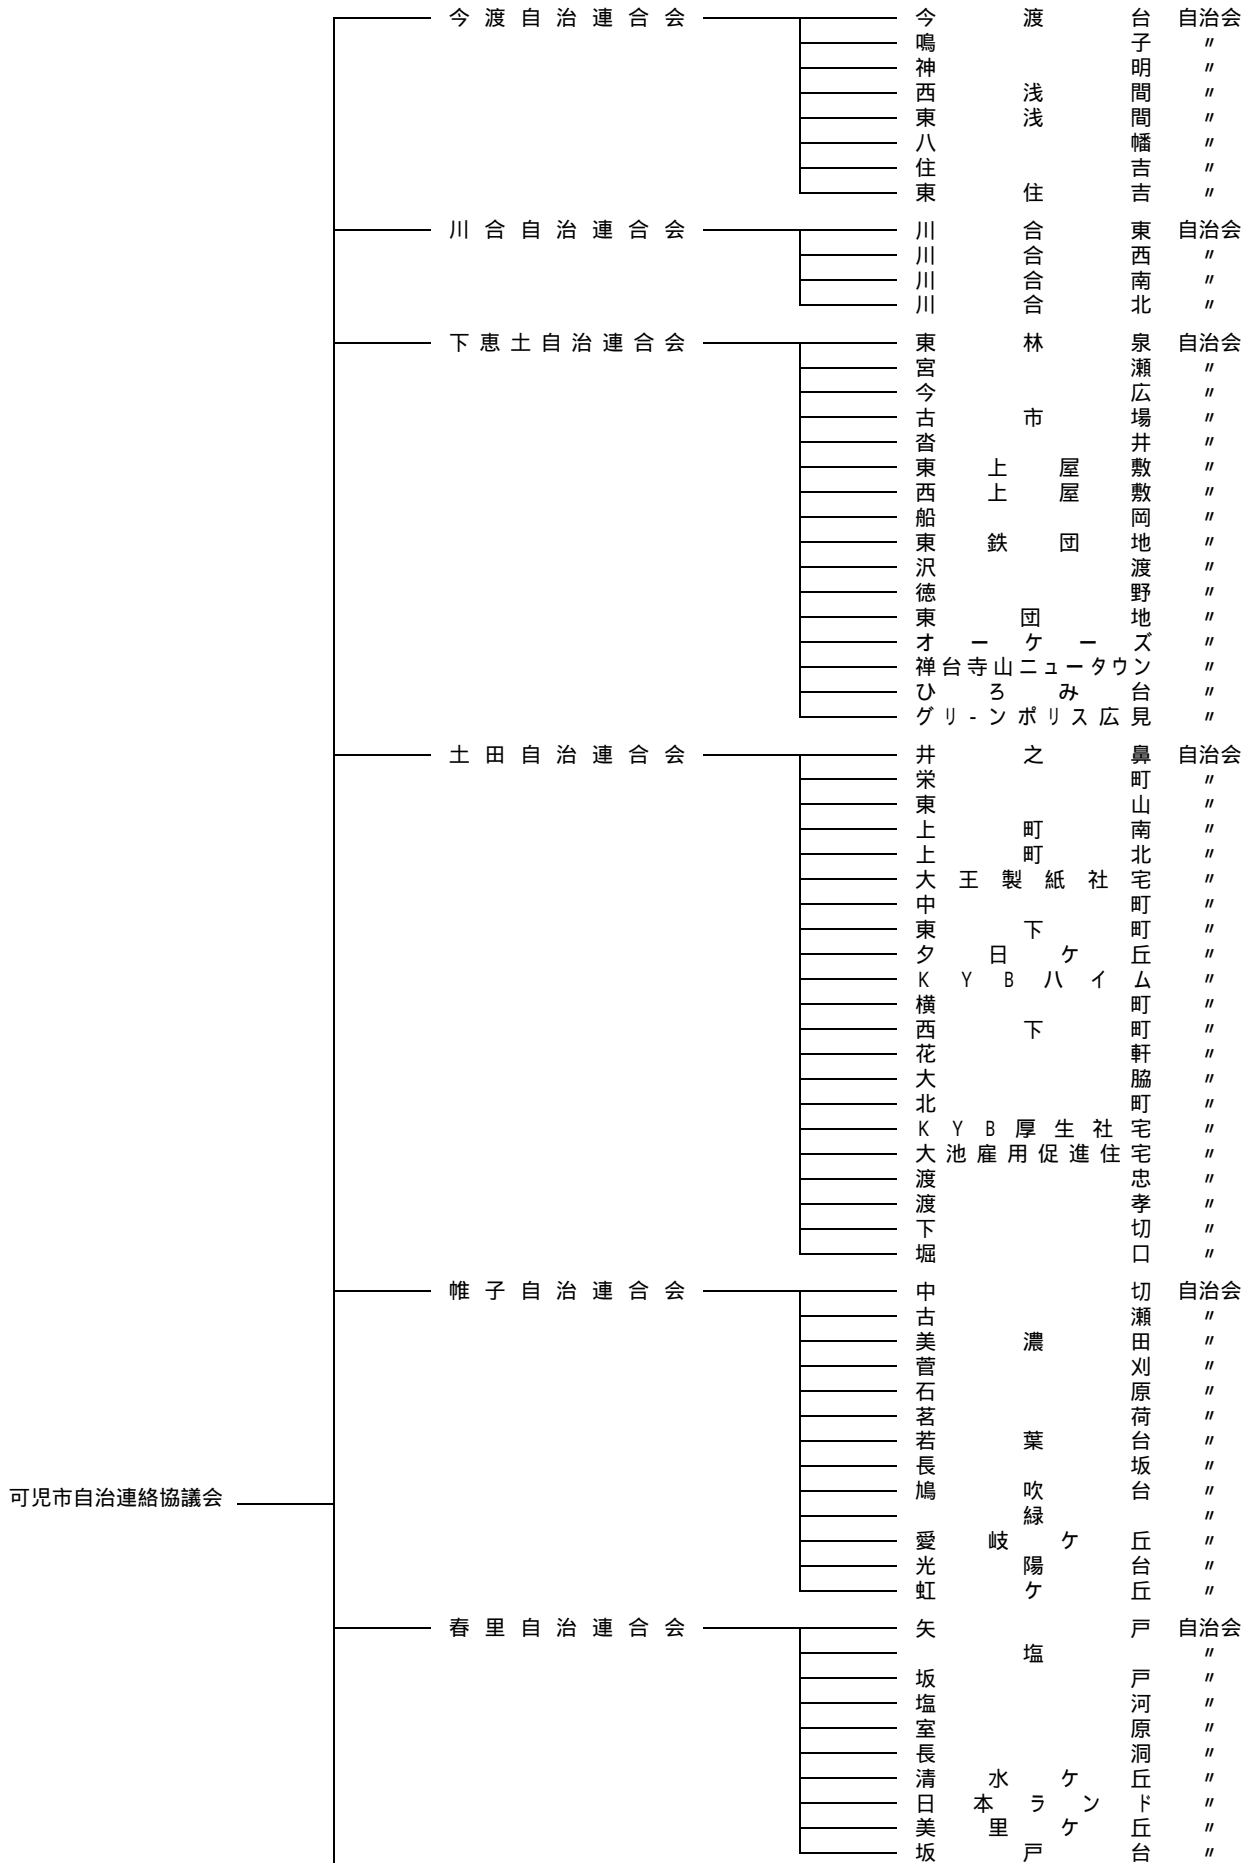 今渡自治連合会 今渡台 自治会
鳴子 〃
神明 〃
西浅間 〃
東浅間 〃
八幡 〃
住吉 〃
東住吉 〃
川合自治連合会 川合東 自治会
川合西 〃
川合南 〃
川合北 〃
下恵土自治連合会 東林泉 自治会
宮瀬 〃
今広 〃
古市場 〃
沓井 〃
東上屋敷 〃
西上屋敷 〃
船岡 〃
東鉄団地 〃
沢渡 〃
徳野 〃
東団地 〃
オーケーズ 〃
禅台寺山ニュータウン 〃
ひろみ台 〃
グリ-ンポリス広見 〃
土田自治連合会 井之鼻 自治会
栄町 〃
東山 〃
上町南 〃
上町北 〃
大王製紙社宅 〃
中町 〃
東下町 〃
夕日ケ丘 〃
KYBハイム 〃
横町 〃
西下町 〃
花軒 〃
大脇 〃
北町 〃
KYB厚生社宅 〃
大池雇用促進住宅 〃
渡忠 〃
渡孝 〃
下切 〃
堀口 〃
帷子自治連合会 中切 自治会
古瀬 〃
美濃田 〃
菅刈 〃
石原 〃
茗荷 〃
若葉台 〃
長坂 〃
可児市自治連絡協議会 鳩吹台 〃
緑 〃
愛岐ケ丘 〃
光陽台 〃
虹ケ丘 〃
春里自治連合会 矢戸 自治会
塩 〃
坂戸 〃
塩河 〃
室原 〃
長洞 〃
清水ケ丘 〃
日本ランド 〃
美里ケ丘 〃
坂戸台 〃